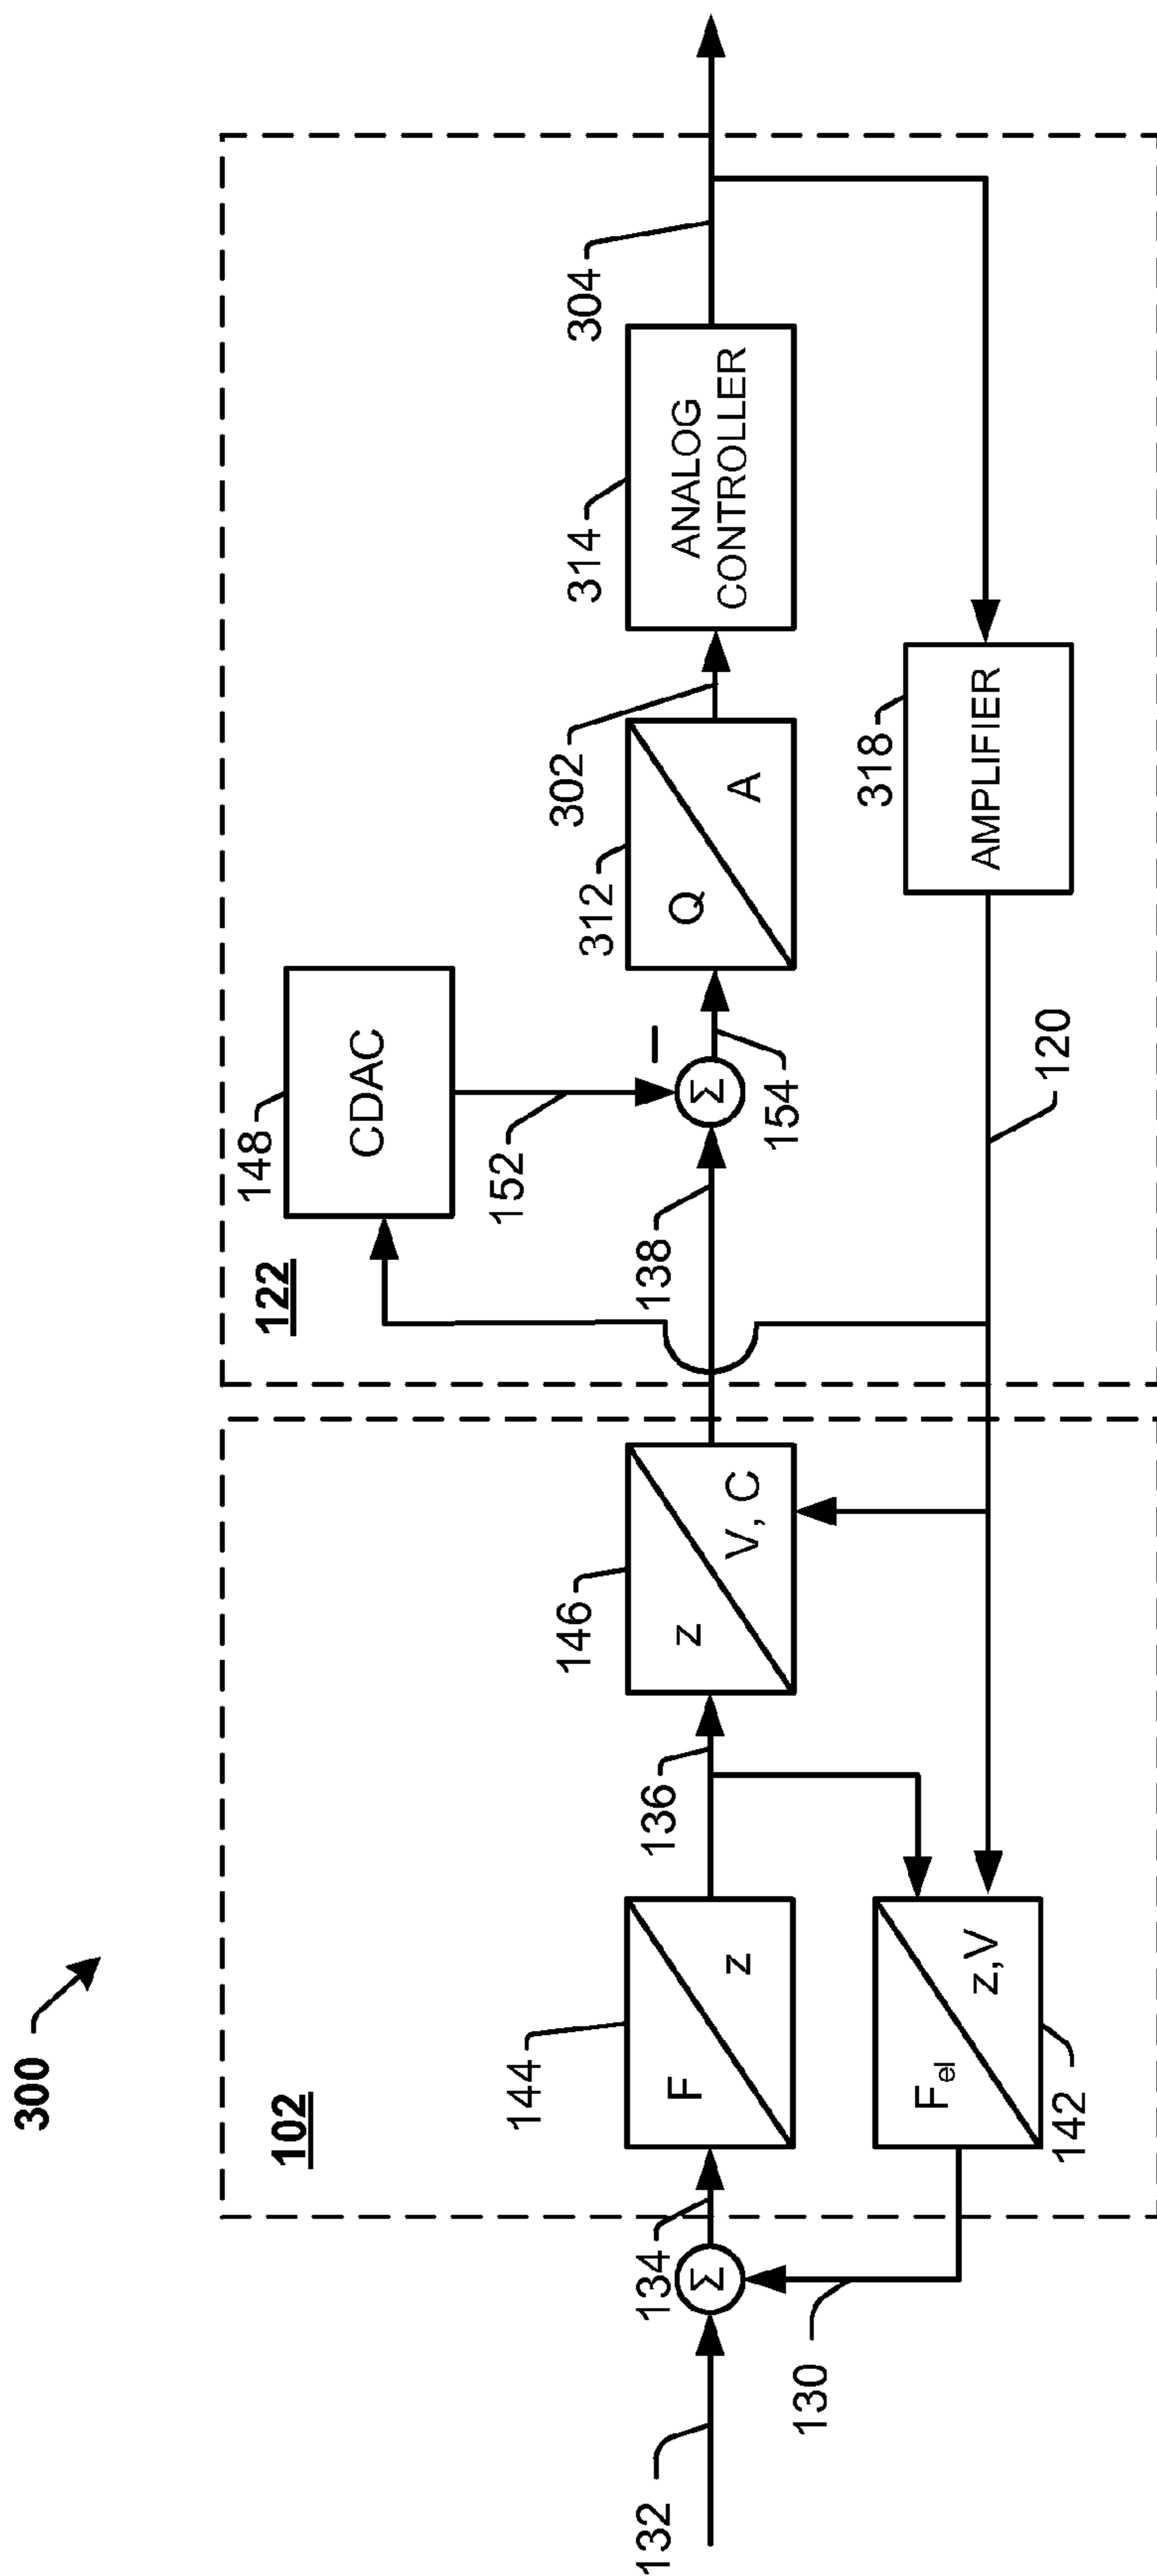 300
102
122
132
130
134
Σ
144
F
z
142
F_el
z,V
136
146
z
V, C
138
148
CDAC
152
–
Σ
154
312
Q
A
302
314
ANALOG
CONTROLLER
304
318
AMPLIFIER
120